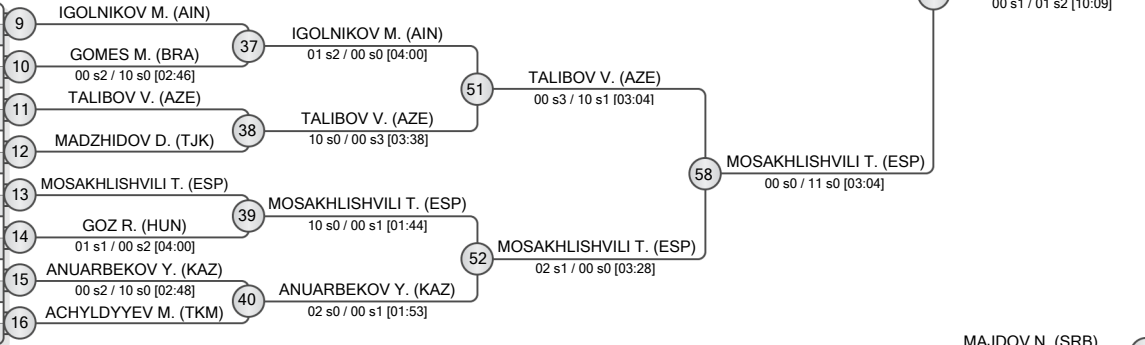 00 s1 / 01 s2 [10:09]
9
IGOLNIKOV M. (AIN)
37
IGOLNIKOV M. (AIN)
01 s2 / 00 s0 [04:00]
10
GOMES M. (BRA)
00 s2 / 10 s0 [02:46]
51
TALIBOV V. (AZE)
00 s3 / 10 s1 [03:04]
11
TALIBOV V. (AZE)
38
TALIBOV V. (AZE)
10 s0 / 00 s3 [03:38]
12
MADZHIDOV D. (TJK)
58
MOSAKHLISHVILI T. (ESP)
00 s0 / 11 s0 [03:04]
13
MOSAKHLISHVILI T. (ESP)
39
MOSAKHLISHVILI T. (ESP)
10 s0 / 00 s1 [01:44]
14
GOZ R. (HUN)
01 s1 / 00 s2 [04:00]
52
MOSAKHLISHVILI T. (ESP)
02 s1 / 00 s0 [03:28]
15
ANUARBEKOV Y. (KAZ)
00 s2 / 10 s0 [02:48]
40
ANUARBEKOV Y. (KAZ)
02 s0 / 00 s1 [01:53]
16
ACHYLDYYEV M. (TKM)
MAJDOV N. (SRB)